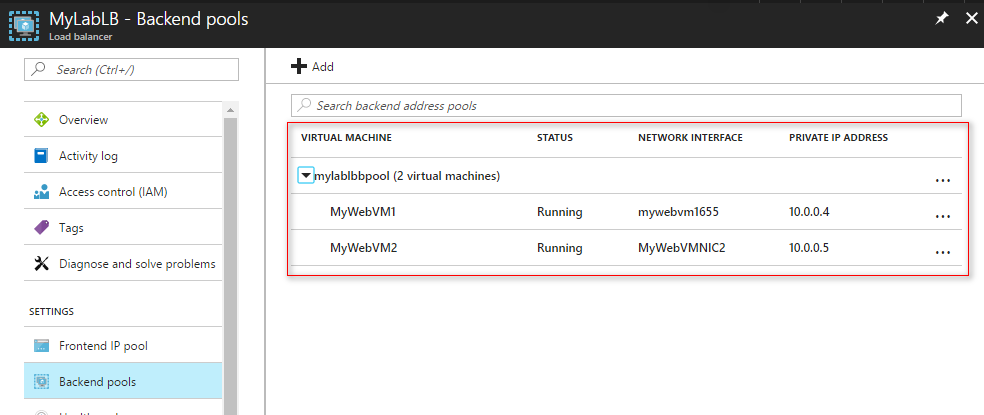 MyLabLB - Backend pools
Load balancer
Search (Ctrl+/)
Overview
Activity log
Access control (IAM)
Tags
Diagnose and solve problems
SETTINGS
Frontend IP pool
Backend pools
Add
Search backend address pools
VIRTUAL MACHINE STATUS NETWORK INTERFACE PRIVATE IP ADDRESS
mylablbbpool (2 virtual machines) ...
MyWebVM1 Running mywebvm1655 10.0.0.4 ...
MyWebVM2 Running MyWebVMNIC2 10.0.0.5 ...